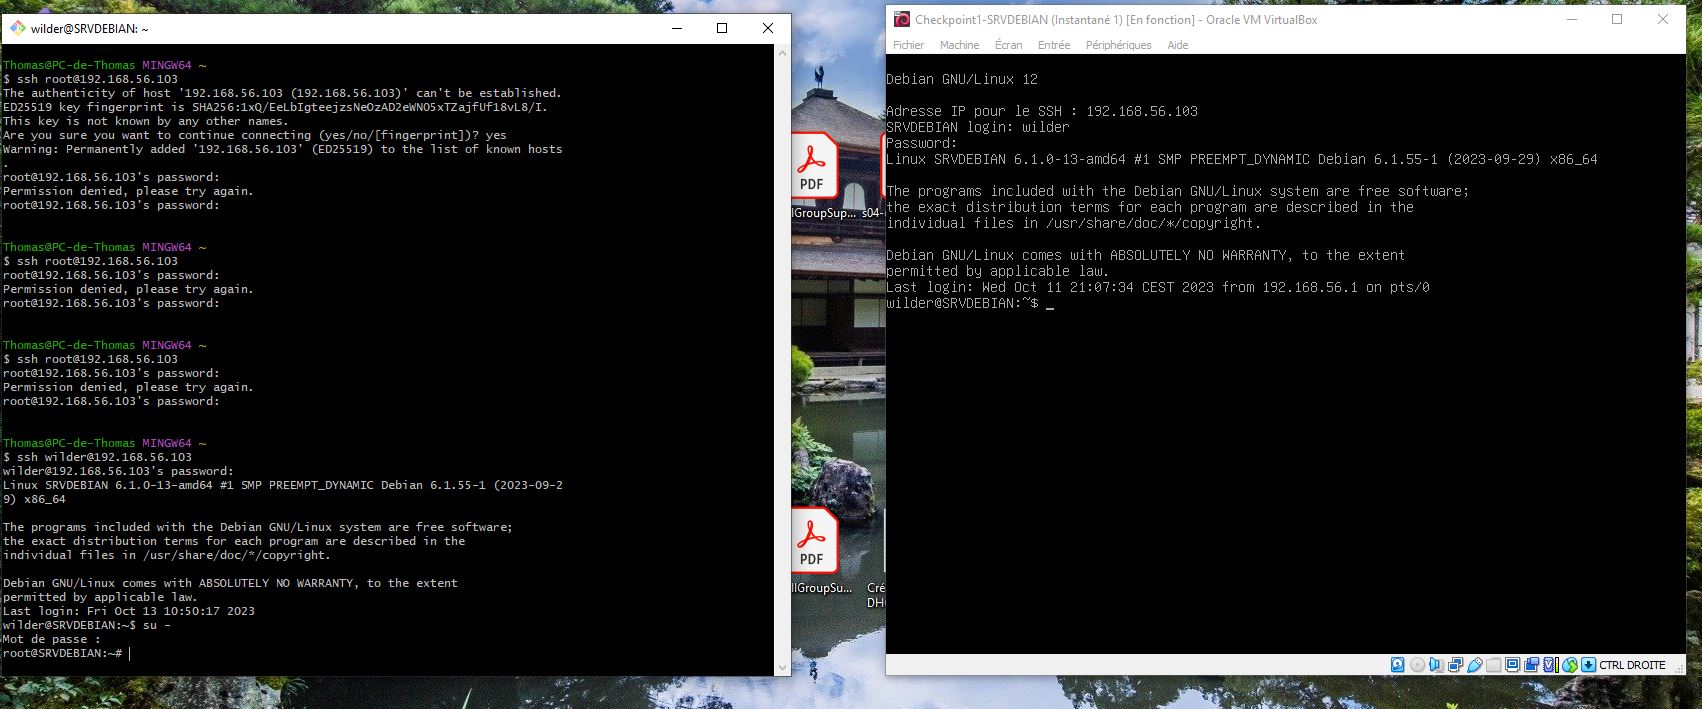 wilder@SRVDEBIAN: ~
Thomas@PC-de-Thomas MINGW64 ~
$ ssh root@192.168.56.103
The authenticity of host '192.168.56.103 (192.168.56.103)' can't be established.
ED25519 key fingerprint is SHA256:1xQ/EeLbIgteejzsNeOzAD2eWNO5xTZajfUf18vL8/I.
This key is not known by any other names.
Are you sure you want to continue connecting (yes/no/[fingerprint])? yes
Warning: Permanently added '192.168.56.103' (ED25519) to the list of known hosts
.
root@192.168.56.103's password:
Permission denied, please try again.
root@192.168.56.103's password:
Thomas@PC-de-Thomas MINGW64 ~
$ ssh root@192.168.56.103
root@192.168.56.103's password:
Permission denied, please try again.
root@192.168.56.103's password:
Thomas@PC-de-Thomas MINGW64 ~
$ ssh root@192.168.56.103
root@192.168.56.103's password:
Permission denied, please try again.
root@192.168.56.103's password:
Thomas@PC-de-Thomas MINGW64 ~
$ ssh wilder@192.168.56.103
wilder@192.168.56.103's password:
Linux SRVDEBIAN 6.1.0-13-amd64 #1 SMP PREEMPT_DYNAMIC Debian 6.1.55-1 (2023-09-2
9) x86_64
The programs included with the Debian GNU/Linux system are free software;
the exact distribution terms for each program are described in the
individual files in /usr/share/doc/*/copyright.
Debian GNU/Linux comes with ABSOLUTELY NO WARRANTY, to the extent
permitted by applicable law.
Last login: Fri Oct 13 10:50:17 2023
wilder@SRVDEBIAN:~$ su -
Mot de passe :
root@SRVDEBIAN:~#
PDF
lGroupSup... s04-
PDF
llGroupSu... Cré
DH
Checkpoint1-SRVDEBIAN (Instantané 1) [En fonction] - Oracle VM VirtualBox
Fichier Machine Écran Entrée Périphériques Aide
Debian GNU/Linux 12
Adresse IP pour le SSH : 192.168.56.103
SRVDEBIAN login: wilder
Password:
Linux SRVDEBIAN 6.1.0-13-amd64 #1 SMP PREEMPT_DYNAMIC Debian 6.1.55-1 (2023-09-29) x86_64
The programs included with the Debian GNU/Linux system are free software;
the exact distribution terms for each program are described in the
individual files in /usr/share/doc/*/copyright.
Debian GNU/Linux comes with ABSOLUTELY NO WARRANTY, to the extent
permitted by applicable law.
Last login: Wed Oct 11 21:07:34 CEST 2023 from 192.168.56.1 on pts/0
wilder@SRVDEBIAN:~$ _
CTRL DROITE